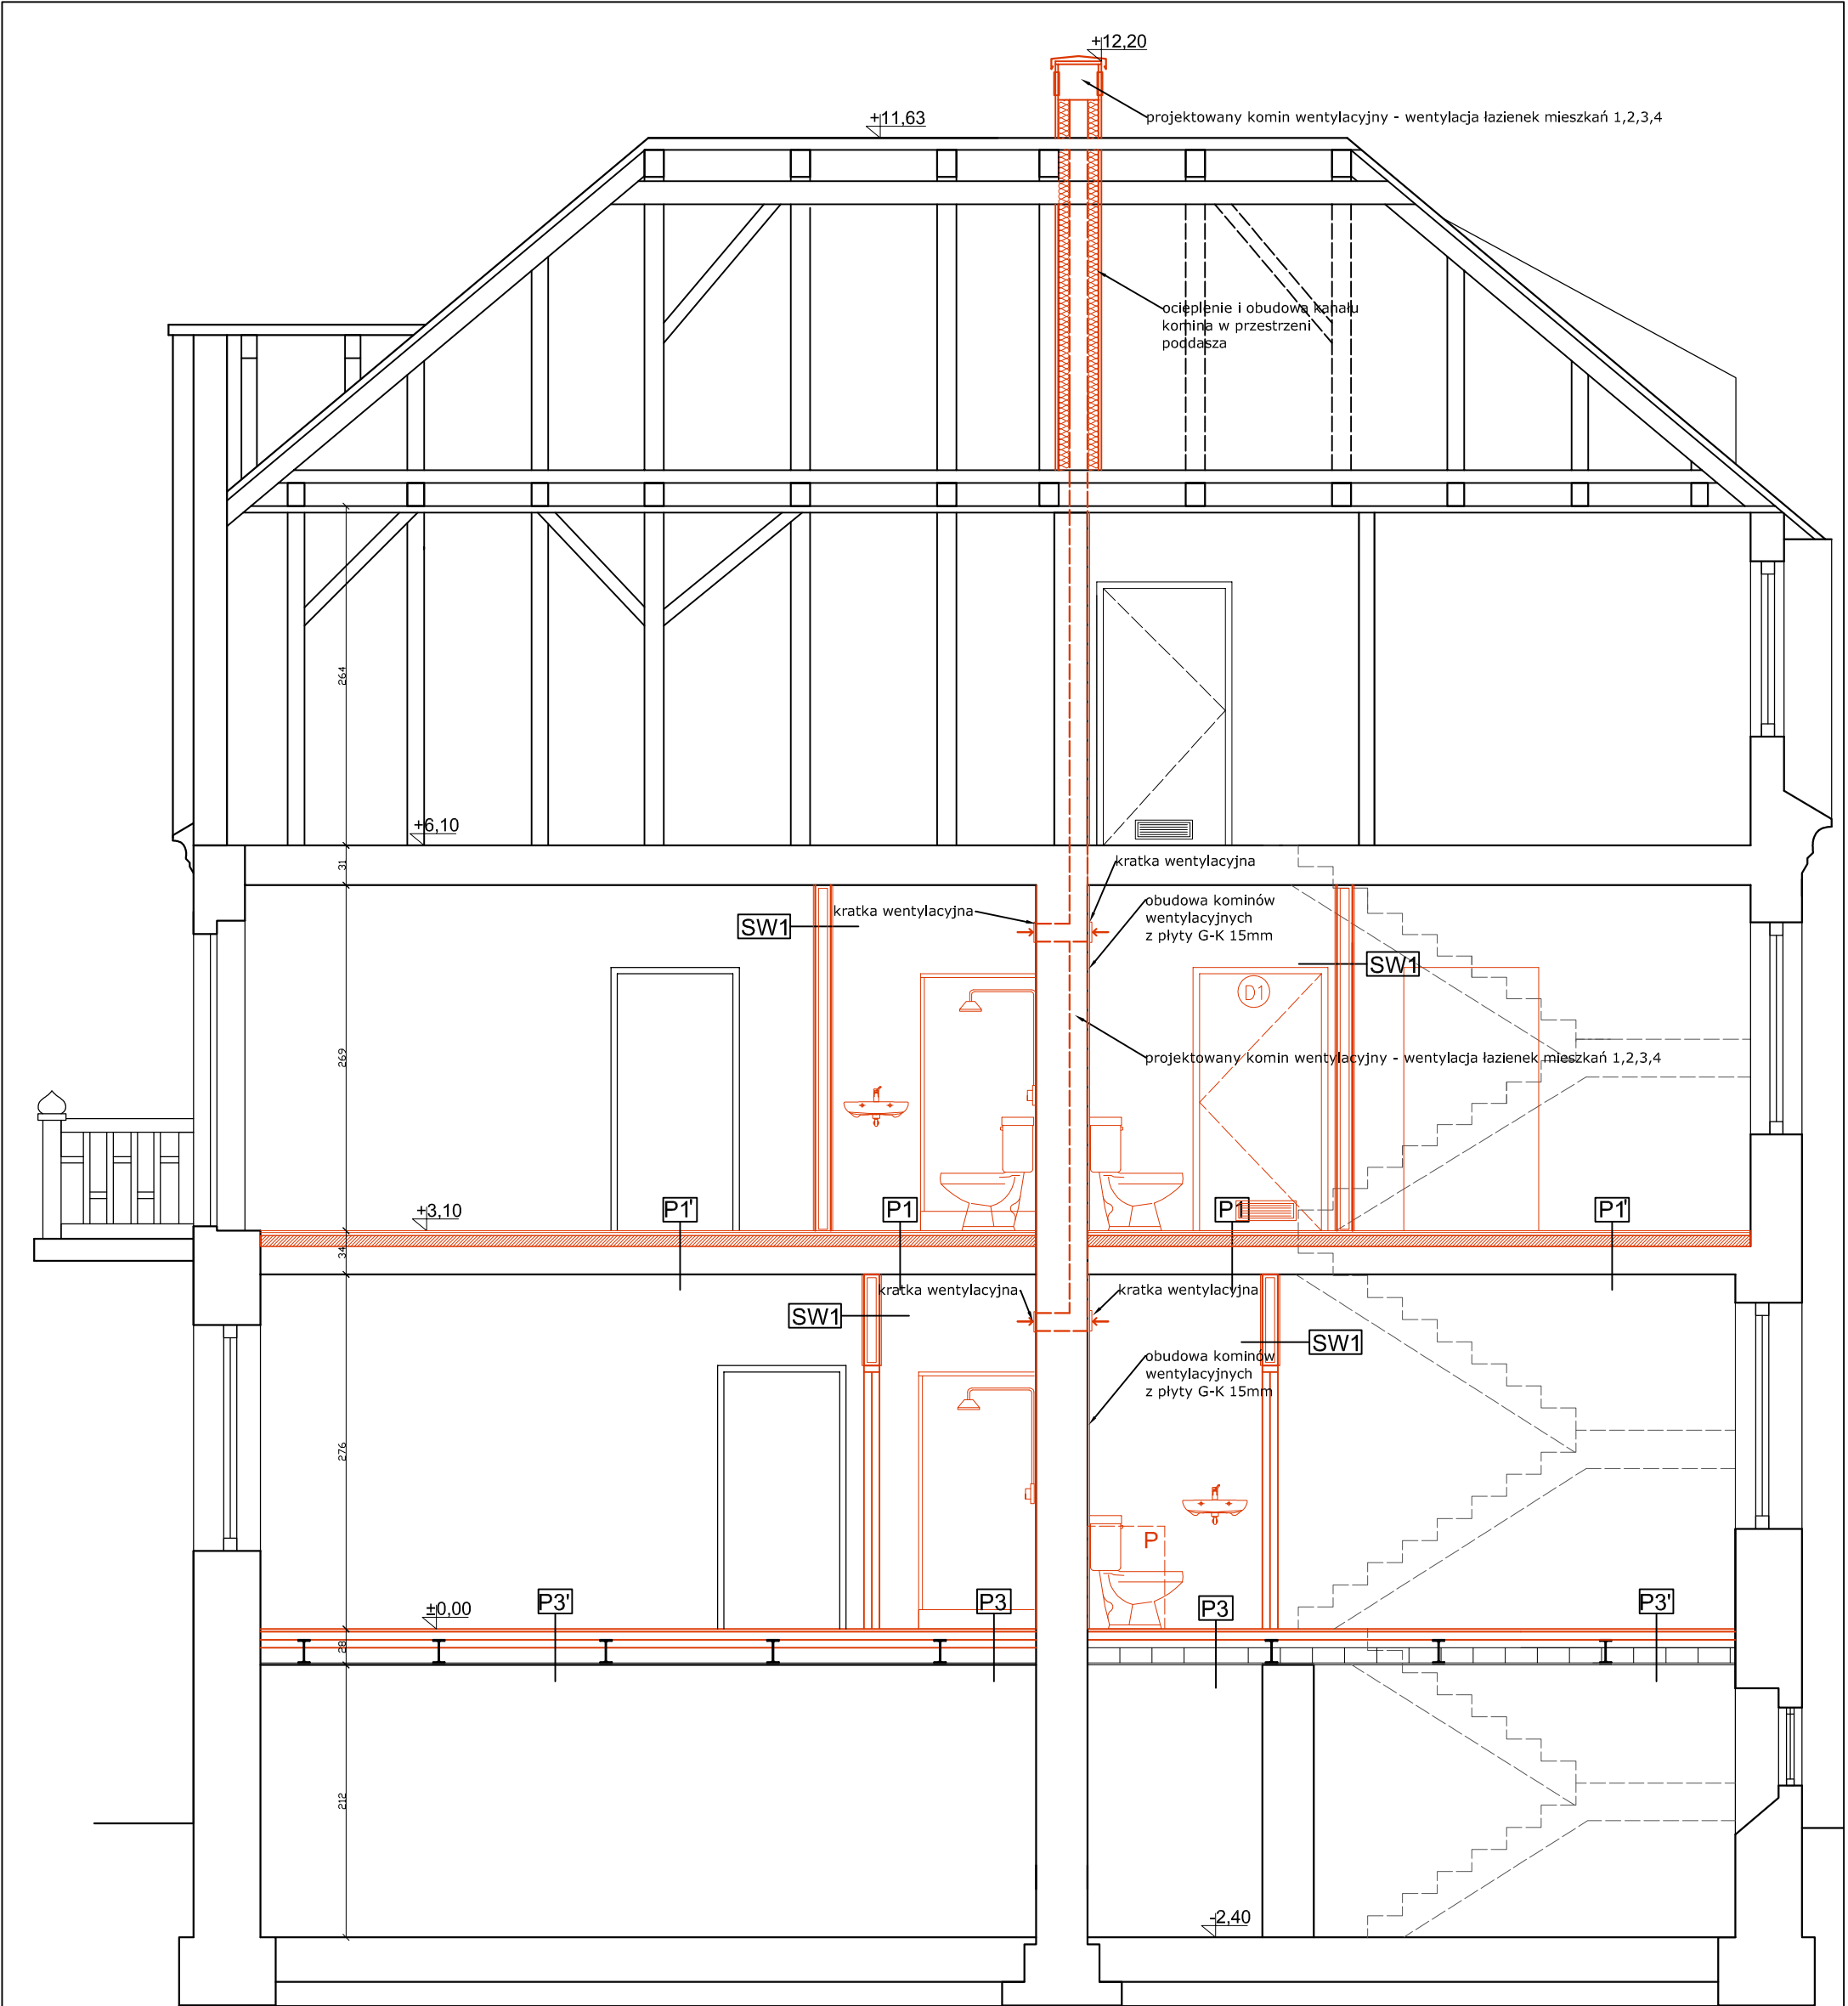 +12,20
projektowany komin wentylacyjny - wentylacja łazienek mieszkań 1,2,3,4
+11,63
ocieplenie i obudowa kanału
komina w przestrzeni
poddasza
264
+6,10
31
kratka wentylacyjna
kratka wentylacyjna
SW1
obudowa kominów
wentylacyjnych
z płyty G-K 15mm
SW1
D1
269
projektowany komin wentylacyjny - wentylacja łazienek mieszkań 1,2,3,4
+3,10
P1'
P1
P1
P1'
34
kratka wentylacyjna
kratka wentylacyjna
SW1
SW1
obudowa kominów
wentylacyjnych
z płyty G-K 15mm
276
P
±0,00
P3'
P3
P3
P3'
28
212
-2,40